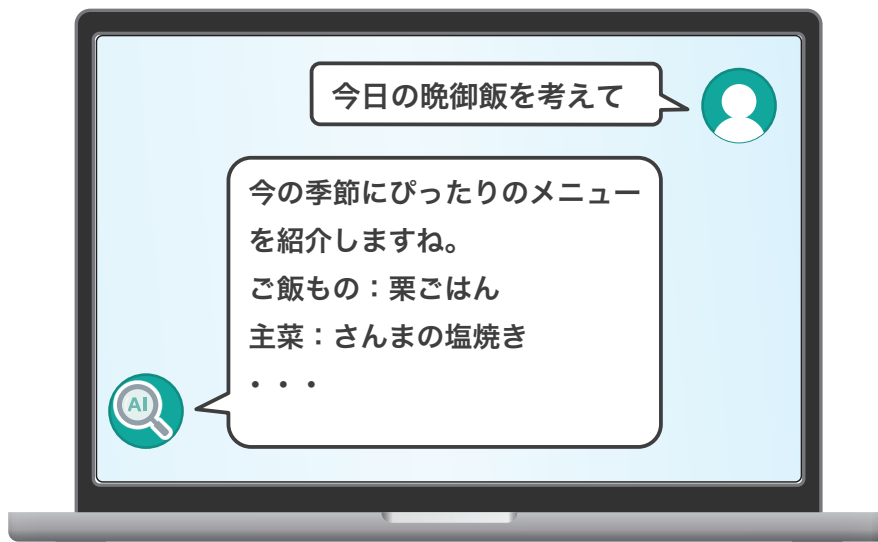 今日の晩御飯を考えて
今の季節にぴったりのメニュー
を紹介しますね。
ご飯もの：栗ごはん
主菜：さんまの塩焼き
・・・
AI